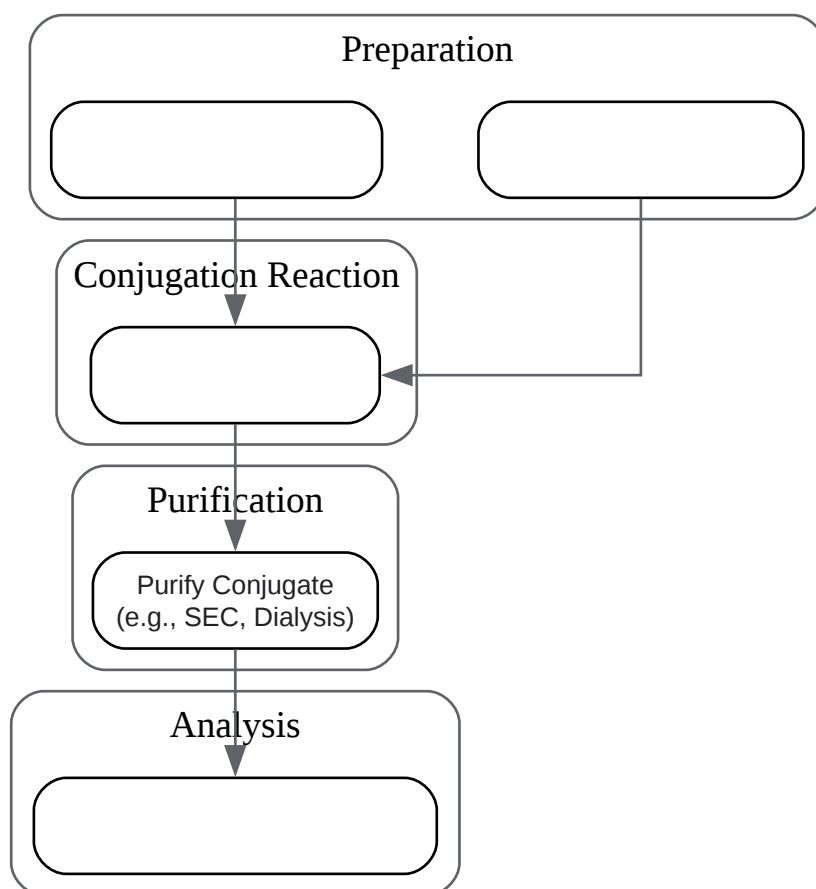 Preparation
Conjugation Reaction
Purification
Purify Conjugate
(e.g., SEC, Dialysis)
Analysis